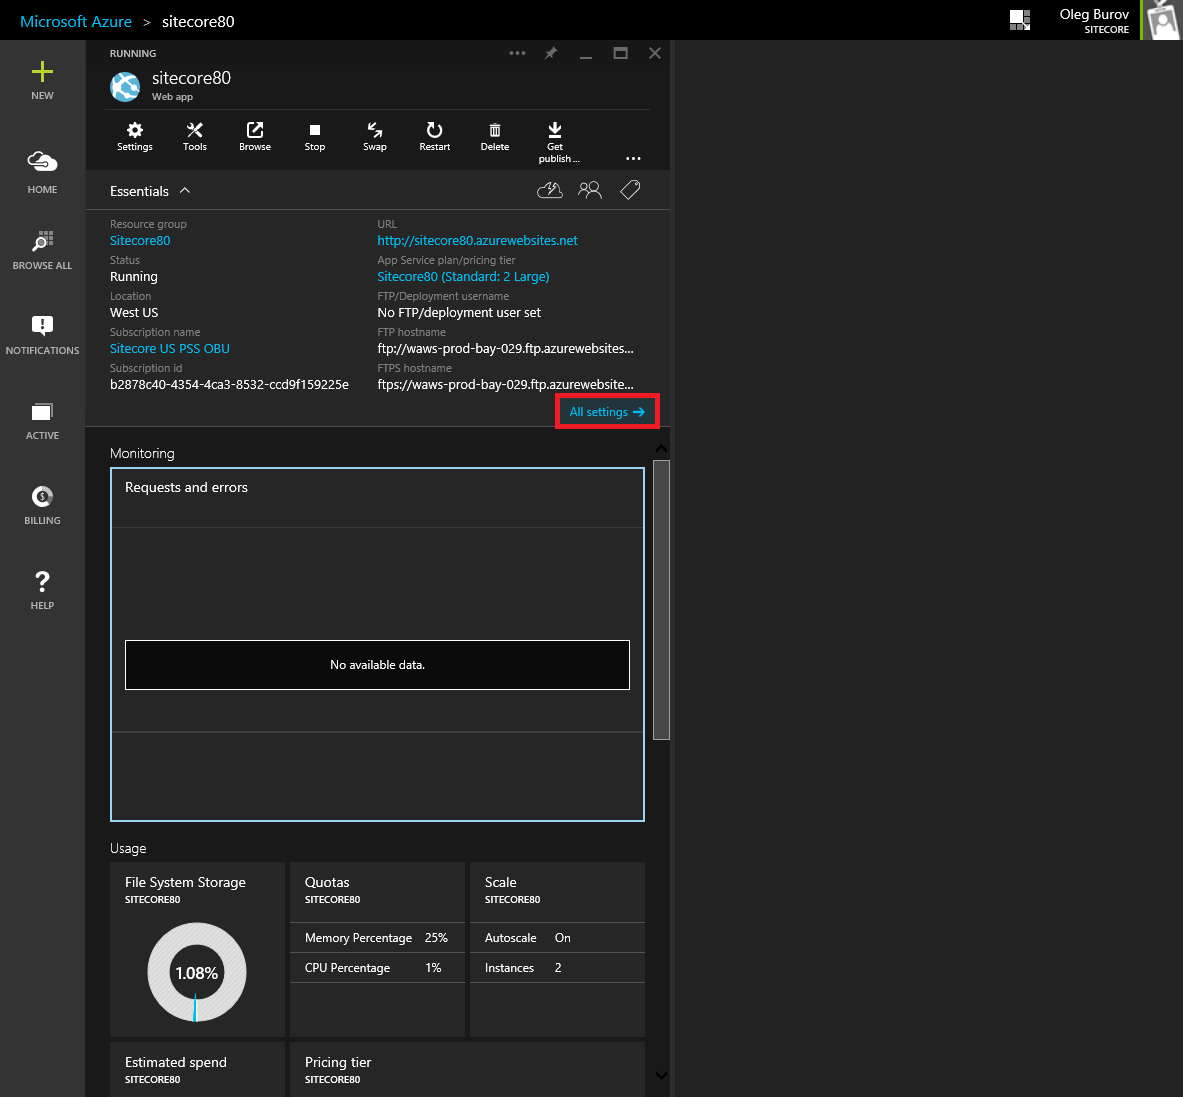 Microsoft Azure > sitecore80
Oleg Burov
SITECORE
NEW
HOME
BROWSE ALL
NOTIFICATIONS
ACTIVE
BILLING
HELP
RUNNING
sitecore80
Web app
Settings
Tools
Browse
Stop
Swap
Restart
Delete
Get
publish ...
Essentials
Resource group
Sitecore80
URL
http://sitecore80.azurewebsites.net
Status
Running
App Service plan/pricing tier
Sitecore80 (Standard: 2 Large)
Location
West US
FTP/Deployment username
No FTP/deployment user set
Subscription name
Sitecore US PSS OBU
FTP hostname
ftp://waws-prod-bay-029.ftp.azurewebsites...
Subscription id
b2878c40-4354-4ca3-8532-ccd9f159225e
FTPS hostname
ftps://waws-prod-bay-029.ftp.azurewebsite...
All settings →
Monitoring
Requests and errors
No available data.
Usage
File System Storage
SITECORE80
1.08%
Quotas
SITECORE80
Memory Percentage 25%
CPU Percentage 1%
Scale
SITECORE80
Autoscale On
Instances 2
Estimated spend
SITECORE80
Pricing tier
SITECORE80